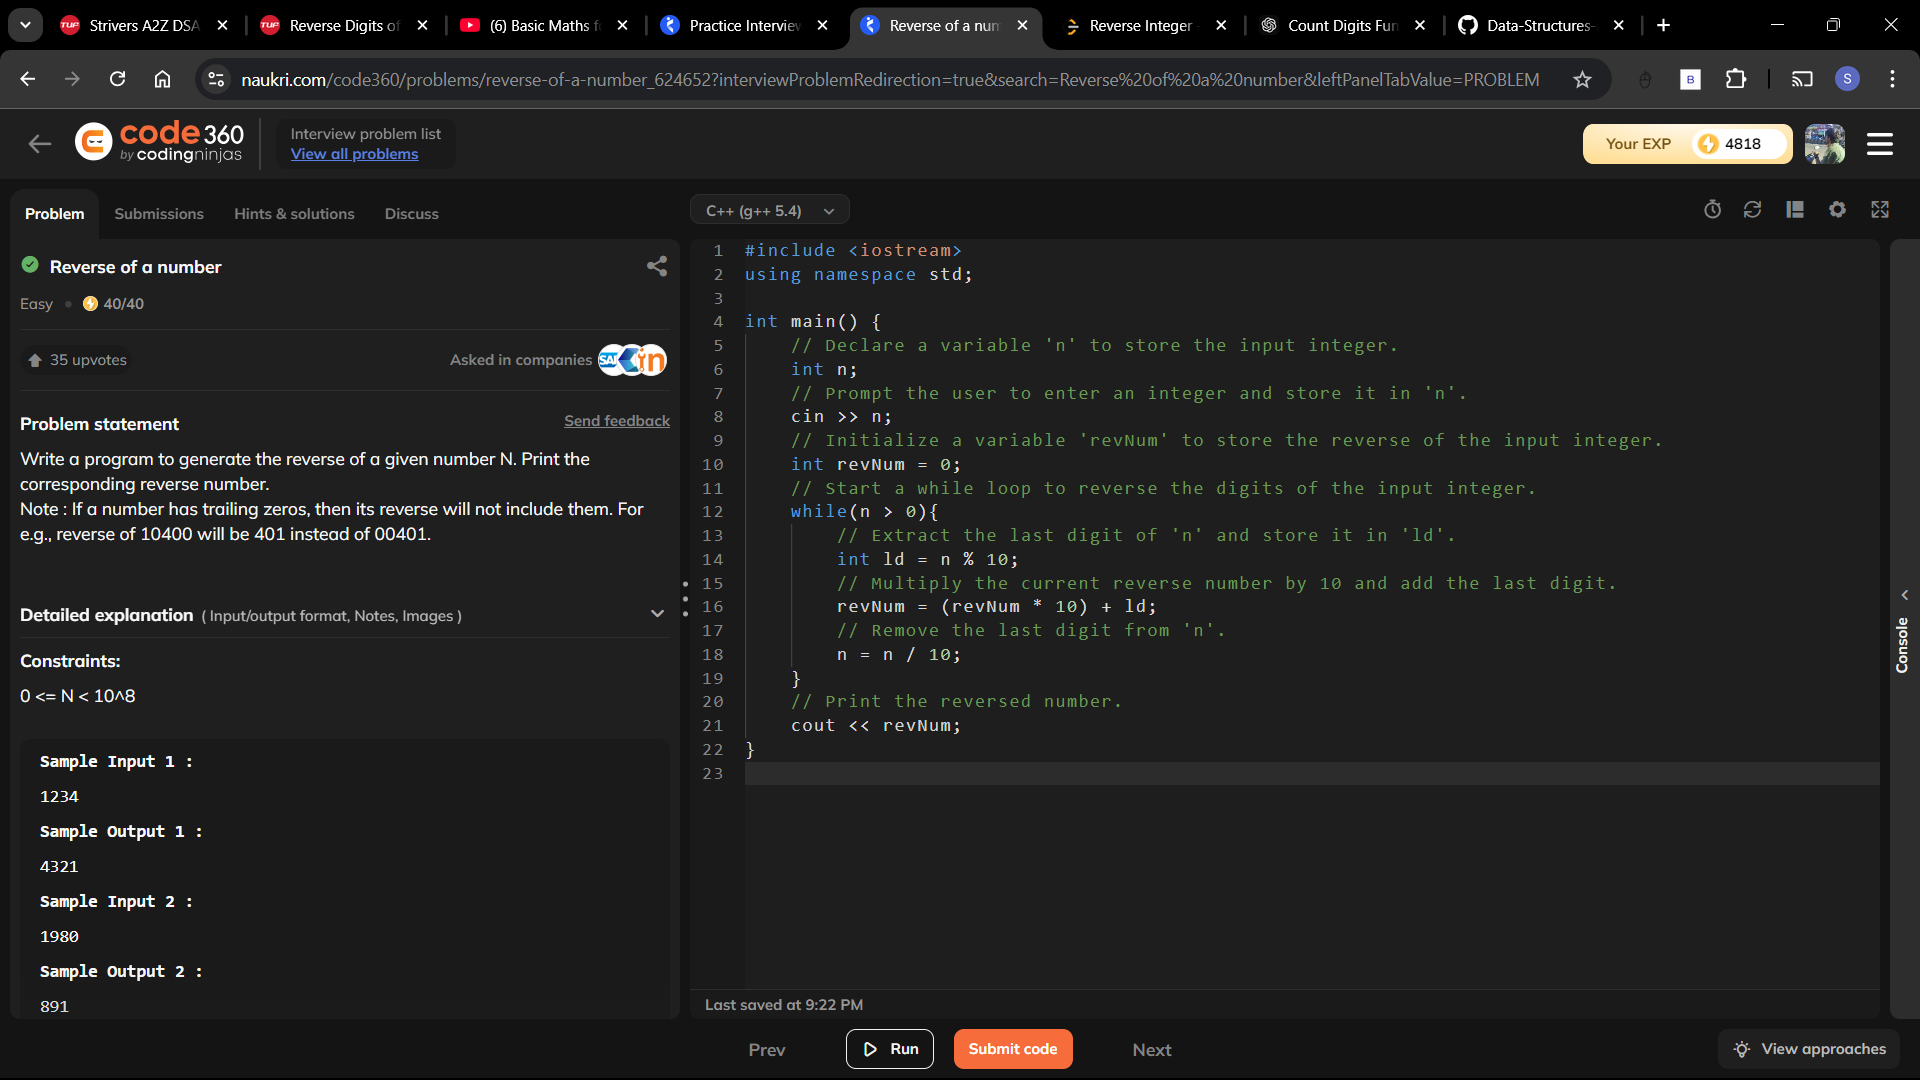 Strivers A2Z DSA
Reverse Digits of
(6) Basic Maths f
Practice Interview
Reverse of a num
Reverse Integer
Count Digits Fun
Data-Structures-
naukri.com/code360/problems/reverse-of-a-number_624652?interviewProblemRedirection=true&search=Reverse%20of%20a%20number&leftPanelTabValue=PROBLEM
B
S
code 360
by codingninjas
Interview problem list
View all problems
Your EXP 4818
Problem Submissions Hints & solutions Discuss
C++ (g++ 5.4)
Reverse of a number
Easy • 40/40
35 upvotes
Asked in companies
SAI
in
Problem statement
Send feedback
Write a program to generate the reverse of a given number N. Print the
corresponding reverse number.
Note : If a number has trailing zeros, then its reverse will not include them. For
e.g., reverse of 10400 will be 401 instead of 00401.
Detailed explanation ( Input/output format, Notes, Images )
Constraints:
0 <= N < 10^8
Sample Input 1 :
1234
Sample Output 1 :
4321
Sample Input 2 :
1980
Sample Output 2 :
891
1 #include <iostream>
2 using namespace std;
3
4 int main() {
5     // Declare a variable 'n' to store the input integer.
6     int n;
7     // Prompt the user to enter an integer and store it in 'n'.
8     cin >> n;
9     // Initialize a variable 'revNum' to store the reverse of the input integer.
10     int revNum = 0;
11     // Start a while loop to reverse the digits of the input integer.
12     while(n > 0){
13         // Extract the last digit of 'n' and store it in 'ld'.
14         int ld = n % 10;
15         // Multiply the current reverse number by 10 and add the last digit.
16         revNum = (revNum * 10) + ld;
17         // Remove the last digit from 'n'.
18         n = n / 10;
19     }
20     // Print the reversed number.
21     cout << revNum;
22 }
23
Console
Last saved at 9:22 PM
Prev
Run
Submit code
Next
View approaches